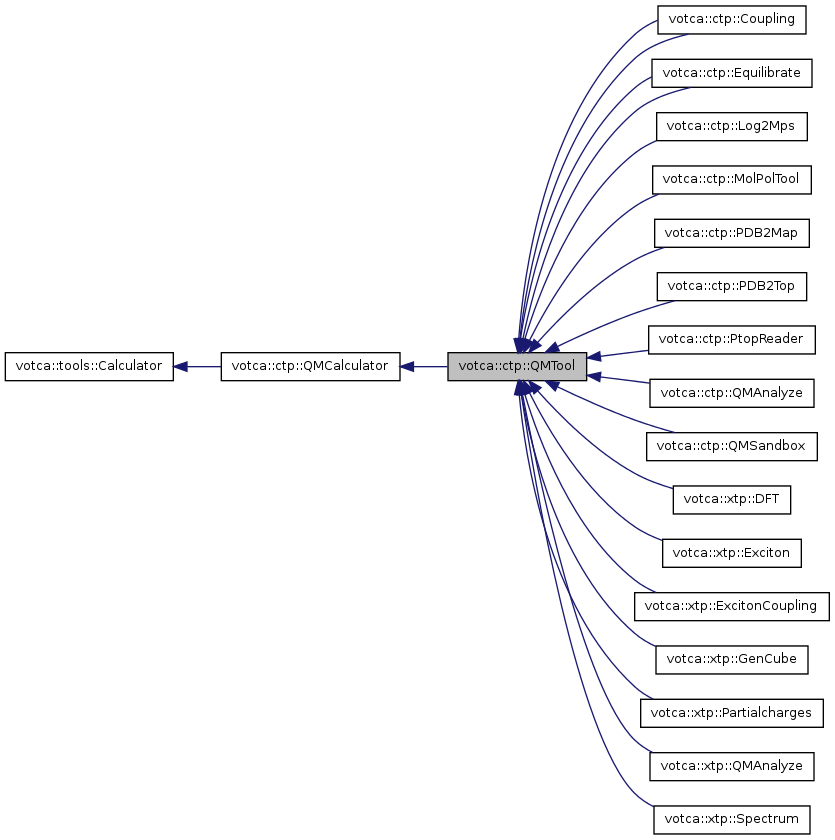 votca::tools::Calculator
votca::ctp::QMCalculator
votca::ctp::QMTool
votca::ctp::Coupling
votca::ctp::Equilibrate
votca::ctp::Log2Mps
votca::ctp::MolPolTool
votca::ctp::PDB2Map
votca::ctp::PDB2Top
votca::ctp::PtopReader
votca::ctp::QMAnalyze
votca::ctp::QMSandbox
votca::xtp::DFT
votca::xtp::Exciton
votca::xtp::ExcitonCoupling
votca::xtp::GenCube
votca::xtp::Partialcharges
votca::xtp::QMAnalyze
votca::xtp::Spectrum